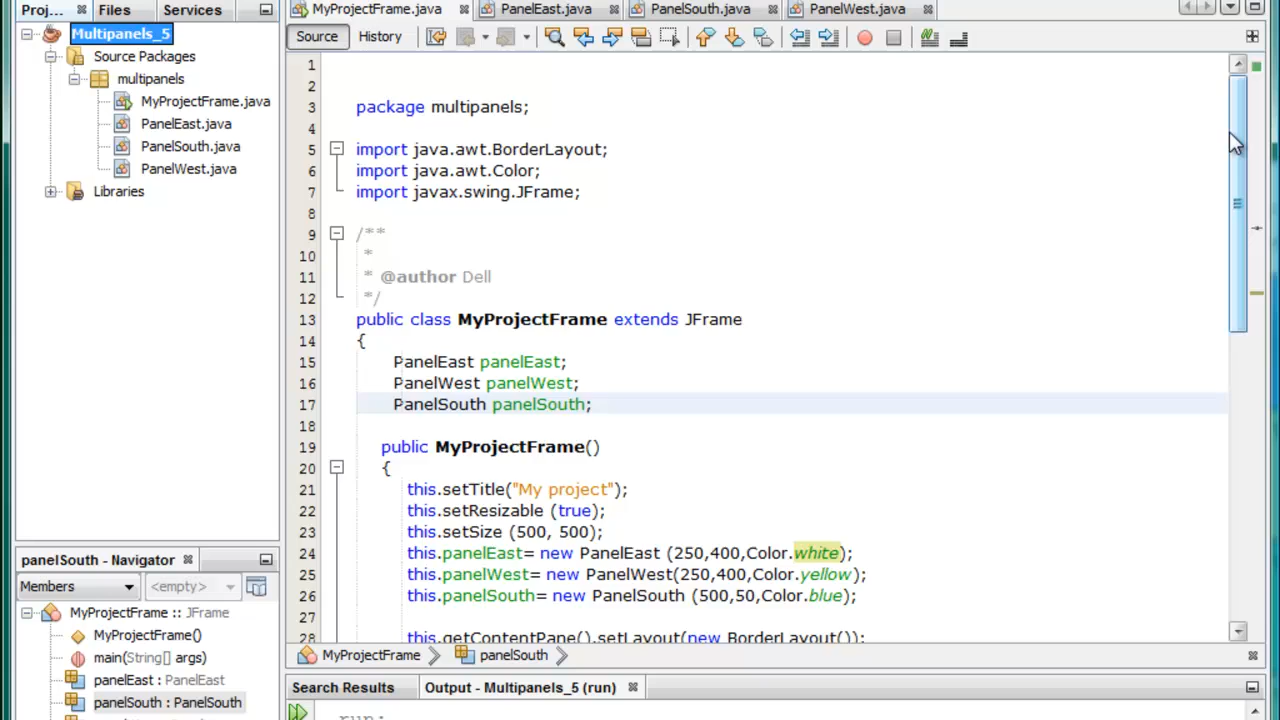 Proj...
Files
Services
MyProjectFrame.java
PanelEast.java
PanelSouth.java
PanelWest.java
Multipanels_5
Source Packages
multipanels
MyProjectFrame.java
PanelEast.java
PanelSouth.java
PanelWest.java
Libraries
Source
History
1
2
3 package multipanels;
4
5 import java.awt.BorderLayout;
6 import java.awt.Color;
7 import javax.swing.JFrame;
8
9 /**
10 *
11 * @author Dell
12 */
13 public class MyProjectFrame extends JFrame
14 {
15 PanelEast panelEast;
16 PanelWest panelWest;
17 PanelSouth panelSouth;
18
19 public MyProjectFrame()
20 {
21 this.setTitle("My project");
22 this.setResizable (true);
23 this.setSize (500, 500);
24 this.panelEast= new PanelEast (250,400,Color.white);
25 this.panelWest= new PanelWest(250,400,Color.yellow);
26 this.panelSouth= new PanelSouth (500,50,Color.blue);
27
28 this.getContentPane().setLayout(new BorderLayout());
MyProjectFrame
panelSouth
panelSouth - Navigator
Members
<empty>
MyProjectFrame :: JFrame
MyProjectFrame()
main(String[] args)
panelEast : PanelEast
panelSouth : PanelSouth
Search Results
Output - Multipanels_5 (run)
run: